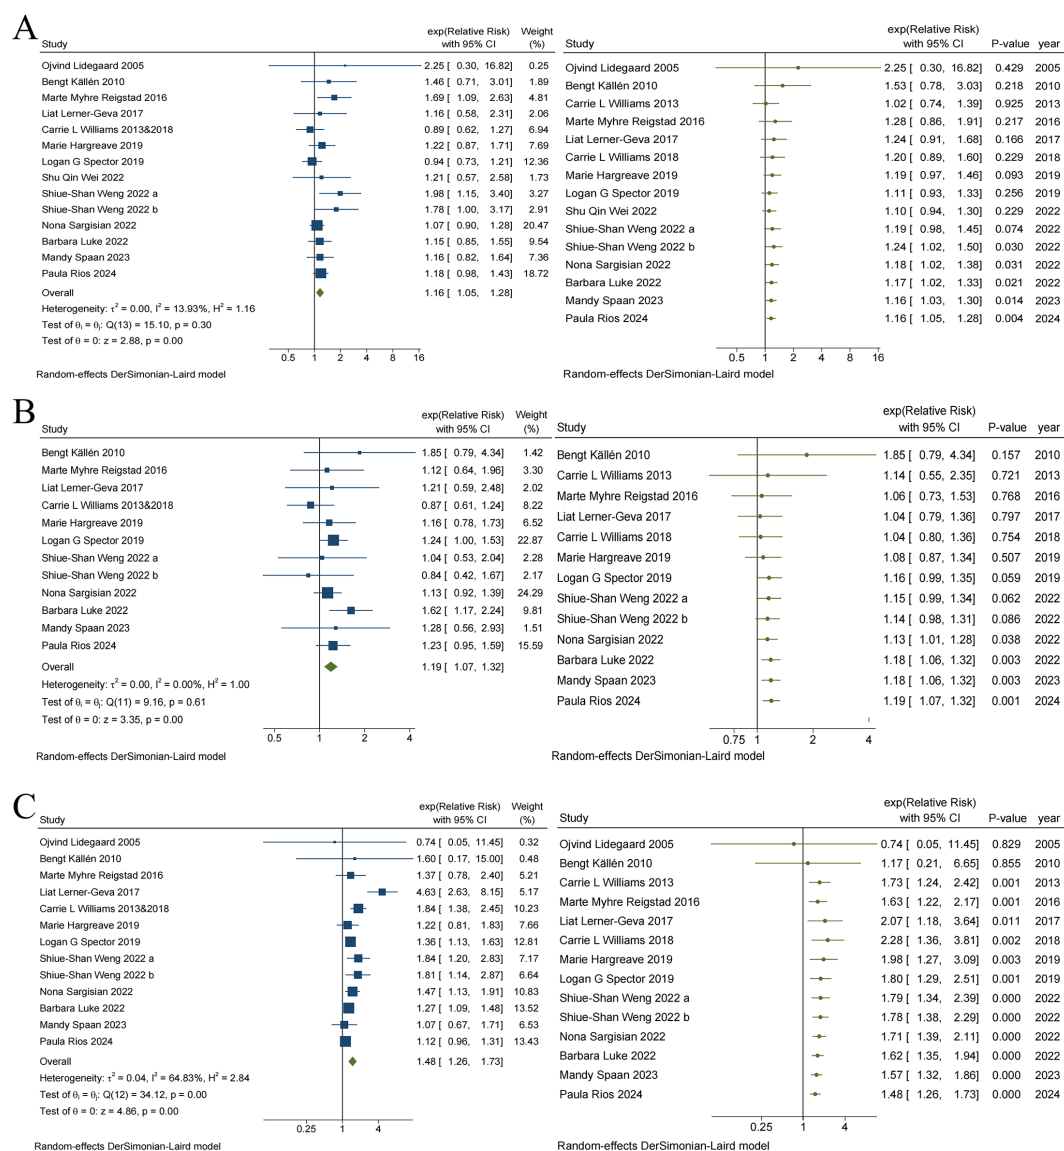 A
exp(Relative Risk) Weight
Study with 95% CI (%)
Ojvind Lidegaard 2005 2.25 [ 0.30, 16.82] 0.25
Bengt Källén 2010 1.46 [ 0.71, 3.01] 1.89
Marte Myhre Reigstad 2016 1.69 [ 1.09, 2.63] 4.81
Liat Lerner-Geva 2017 1.16 [ 0.58, 2.31] 2.06
Carrie L Williams 2013&2018 0.89 [ 0.62, 1.27] 6.94
Marie Hargreave 2019 1.22 [ 0.87, 1.71] 7.69
Logan G Spector 2019 0.94 [ 0.73, 1.21] 12.36
Shu Qin Wei 2022 1.21 [ 0.57, 2.58] 1.73
Shiue-Shan Weng 2022 a 1.98 [ 1.15, 3.40] 3.27
Shiue-Shan Weng 2022 b 1.78 [ 1.00, 3.17] 2.91
Nona Sargisian 2022 1.07 [ 0.90, 1.28] 20.47
Barbara Luke 2022 1.15 [ 0.85, 1.55] 9.54
Mandy Spaan 2023 1.16 [ 0.82, 1.64] 7.36
Paula Rios 2024 1.18 [ 0.98, 1.43] 18.72
Overall 1.16 [ 1.05, 1.28]
Heterogeneity: τ² = 0.00, I² = 13.93%, H² = 1.16
Test of θᵢ = θⱼ: Q(13) = 15.10, p = 0.30
Test of θ = 0: z = 2.88, p = 0.00
0.5 1 2 4 8 16
Random-effects DerSimonian-Laird model
exp(Relative Risk)
Study with 95% CI P-value year
Ojvind Lidegaard 2005 2.25 [ 0.30, 16.82] 0.429 2005
Bengt Källén 2010 1.53 [ 0.78, 3.03] 0.218 2010
Carrie L Williams 2013 1.02 [ 0.74, 1.39] 0.925 2013
Marte Myhre Reigstad 2016 1.28 [ 0.86, 1.91] 0.217 2016
Liat Lerner-Geva 2017 1.24 [ 0.91, 1.68] 0.166 2017
Carrie L Williams 2018 1.20 [ 0.89, 1.60] 0.229 2018
Marie Hargreave 2019 1.19 [ 0.97, 1.46] 0.093 2019
Logan G Spector 2019 1.11 [ 0.93, 1.33] 0.256 2019
Shu Qin Wei 2022 1.10 [ 0.94, 1.30] 0.229 2022
Shiue-Shan Weng 2022 a 1.19 [ 0.98, 1.45] 0.074 2022
Shiue-Shan Weng 2022 b 1.24 [ 1.02, 1.50] 0.030 2022
Nona Sargisian 2022 1.18 [ 1.02, 1.38] 0.031 2022
Barbara Luke 2022 1.17 [ 1.02, 1.33] 0.021 2022
Mandy Spaan 2023 1.16 [ 1.03, 1.30] 0.014 2023
Paula Rios 2024 1.16 [ 1.05, 1.28] 0.004 2024
0.5 1 2 4 8 16
Random-effects DerSimonian-Laird model
B
exp(Relative Risk) Weight
Study with 95% CI (%)
Bengt Källén 2010 1.85 [ 0.79, 4.34] 1.42
Marte Myhre Reigstad 2016 1.12 [ 0.64, 1.96] 3.30
Liat Lerner-Geva 2017 1.21 [ 0.59, 2.48] 2.02
Carrie L Williams 2013&2018 0.87 [ 0.61, 1.24] 8.22
Marie Hargreave 2019 1.16 [ 0.78, 1.73] 6.52
Logan G Spector 2019 1.24 [ 1.00, 1.53] 22.87
Shiue-Shan Weng 2022 a 1.04 [ 0.53, 2.04] 2.28
Shiue-Shan Weng 2022 b 0.84 [ 0.42, 1.67] 2.17
Nona Sargisian 2022 1.13 [ 0.92, 1.39] 24.29
Barbara Luke 2022 1.62 [ 1.17, 2.24] 9.81
Mandy Spaan 2023 1.28 [ 0.56, 2.93] 1.51
Paula Rios 2024 1.23 [ 0.95, 1.59] 15.59
Overall 1.19 [ 1.07, 1.32]
Heterogeneity: τ² = 0.00, I² = 0.00%, H² = 1.00
Test of θᵢ = θⱼ: Q(11) = 9.16, p = 0.61
Test of θ = 0: z = 3.35, p = 0.00
0.5 1 2 4
Random-effects DerSimonian-Laird model
exp(Relative Risk)
Study with 95% CI P-value year
Bengt Källén 2010 1.85 [ 0.79, 4.34] 0.157 2010
Carrie L Williams 2013 1.14 [ 0.55, 2.35] 0.721 2013
Marte Myhre Reigstad 2016 1.06 [ 0.73, 1.53] 0.768 2016
Liat Lerner-Geva 2017 1.04 [ 0.79, 1.36] 0.797 2017
Carrie L Williams 2018 1.04 [ 0.80, 1.36] 0.754 2018
Marie Hargreave 2019 1.08 [ 0.87, 1.34] 0.507 2019
Logan G Spector 2019 1.16 [ 0.99, 1.35] 0.059 2019
Shiue-Shan Weng 2022 a 1.15 [ 0.99, 1.34] 0.062 2022
Shiue-Shan Weng 2022 b 1.14 [ 0.98, 1.31] 0.086 2022
Nona Sargisian 2022 1.13 [ 1.01, 1.28] 0.038 2022
Barbara Luke 2022 1.18 [ 1.06, 1.32] 0.003 2022
Mandy Spaan 2023 1.18 [ 1.06, 1.32] 0.003 2023
Paula Rios 2024 1.19 [ 1.07, 1.32] 0.001 2024
0.75 1 2 4
Random-effects DerSimonian-Laird model
C
exp(Relative Risk) Weight
Study with 95% CI (%)
Ojvind Lidegaard 2005 0.74 [ 0.05, 11.45] 0.32
Bengt Källén 2010 1.60 [ 0.17, 15.00] 0.48
Marte Myhre Reigstad 2016 1.37 [ 0.78, 2.40] 5.21
Liat Lerner-Geva 2017 4.63 [ 2.63, 8.15] 5.17
Carrie L Williams 2013&2018 1.84 [ 1.38, 2.45] 10.23
Marie Hargreave 2019 1.22 [ 0.81, 1.83] 7.66
Logan G Spector 2019 1.36 [ 1.13, 1.63] 12.81
Shiue-Shan Weng 2022 a 1.84 [ 1.20, 2.83] 7.17
Shiue-Shan Weng 2022 b 1.81 [ 1.14, 2.87] 6.64
Nona Sargisian 2022 1.47 [ 1.13, 1.91] 10.83
Barbara Luke 2022 1.27 [ 1.09, 1.48] 13.52
Mandy Spaan 2023 1.07 [ 0.67, 1.71] 6.53
Paula Rios 2024 1.12 [ 0.96, 1.31] 13.43
Overall 1.48 [ 1.26, 1.73]
Heterogeneity: τ² = 0.04, I² = 64.83%, H² = 2.84
Test of θᵢ = θⱼ: Q(12) = 34.12, p = 0.00
Test of θ = 0: z = 4.86, p = 0.00
0.25 1 4
Random-effects DerSimonian-Laird model
exp(Relative Risk)
Study with 95% CI P-value year
Ojvind Lidegaard 2005 0.74 [ 0.05, 11.45] 0.829 2005
Bengt Källén 2010 1.17 [ 0.21, 6.65] 0.855 2010
Carrie L Williams 2013 1.73 [ 1.24, 2.42] 0.001 2013
Marte Myhre Reigstad 2016 1.63 [ 1.22, 2.17] 0.001 2016
Liat Lerner-Geva 2017 2.07 [ 1.18, 3.64] 0.011 2017
Carrie L Williams 2018 2.28 [ 1.36, 3.81] 0.002 2018
Marie Hargreave 2019 1.98 [ 1.27, 3.09] 0.003 2019
Logan G Spector 2019 1.80 [ 1.29, 2.51] 0.001 2019
Shiue-Shan Weng 2022 a 1.79 [ 1.34, 2.39] 0.000 2022
Shiue-Shan Weng 2022 b 1.78 [ 1.38, 2.29] 0.000 2022
Nona Sargisian 2022 1.71 [ 1.39, 2.11] 0.000 2022
Barbara Luke 2022 1.62 [ 1.35, 1.94] 0.000 2022
Mandy Spaan 2023 1.57 [ 1.32, 1.86] 0.000 2023
Paula Rios 2024 1.48 [ 1.26, 1.73] 0.000 2024
0.25 1 4
Random-effects DerSimonian-Laird model